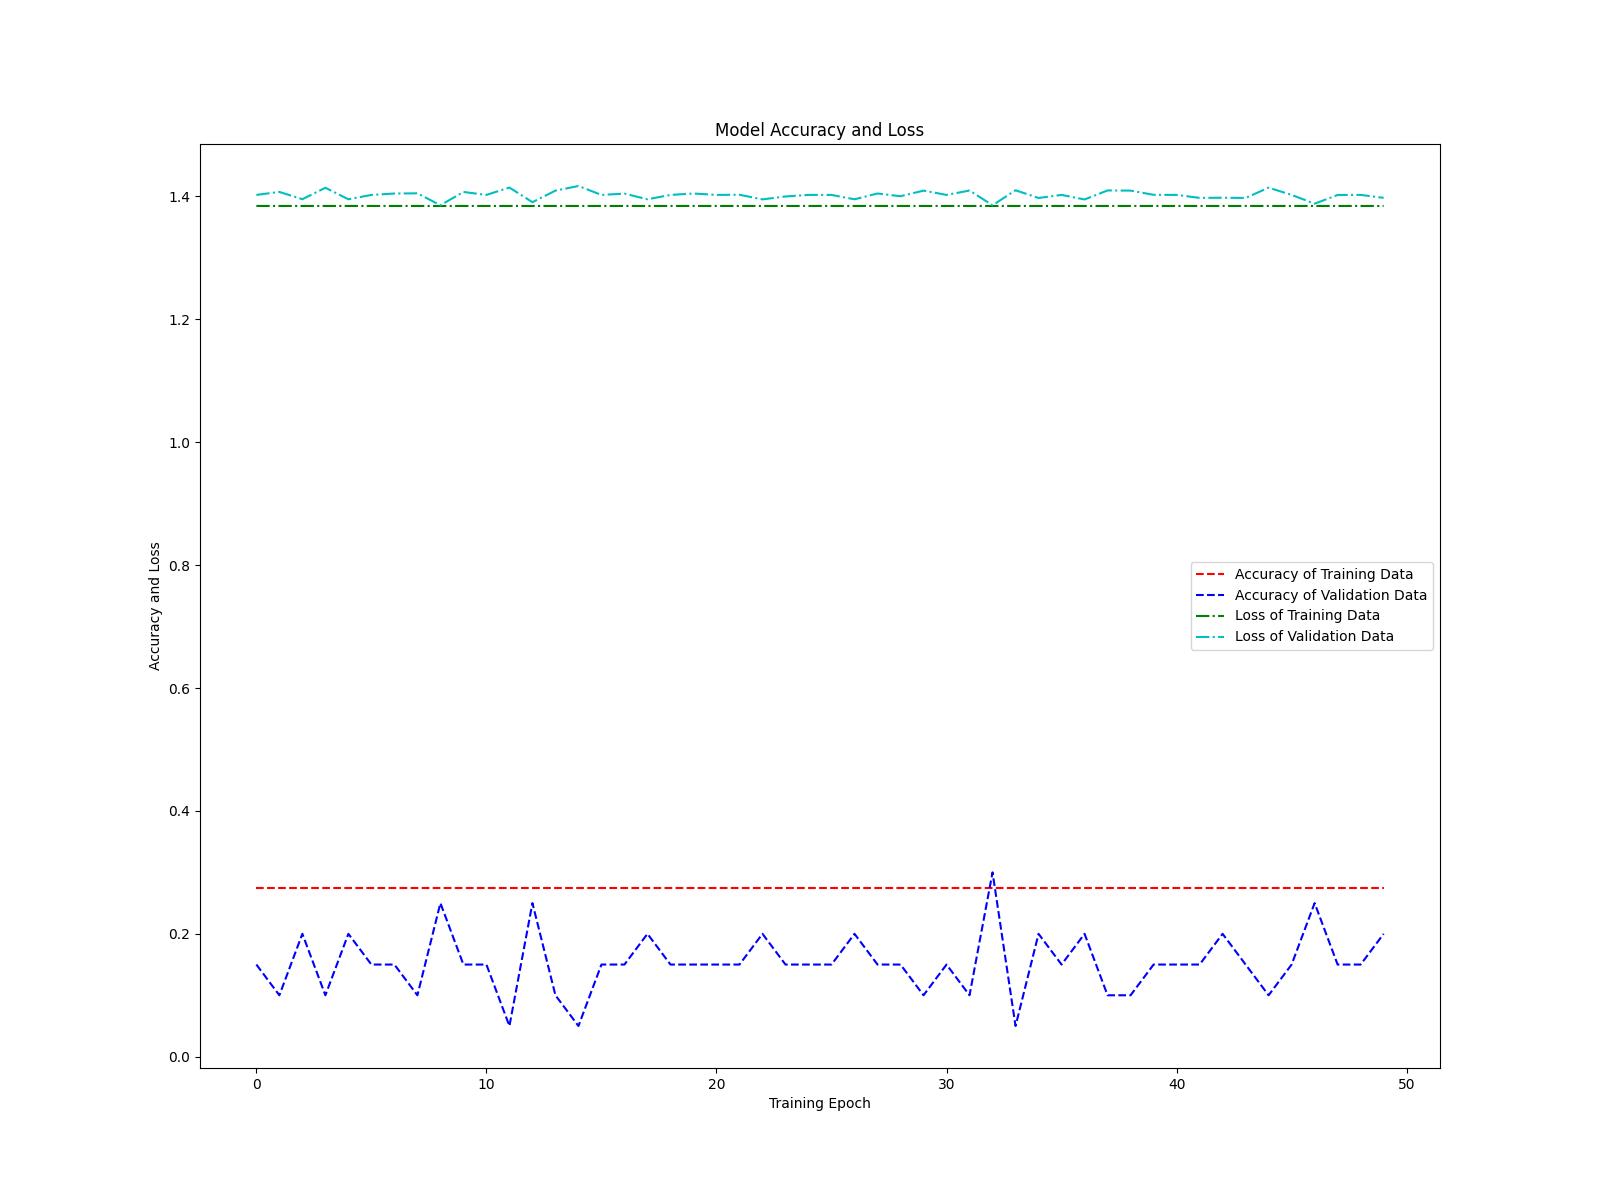 Model Accuracy and Loss
1.4
1.2
1.0
0.8
0.6
0.4
0.2
0.0
Accuracy and Loss
Accuracy of Training Data
Accuracy of Validation Data
Loss of Training Data
Loss of Validation Data
0 10 20 30 40 50
Training Epoch